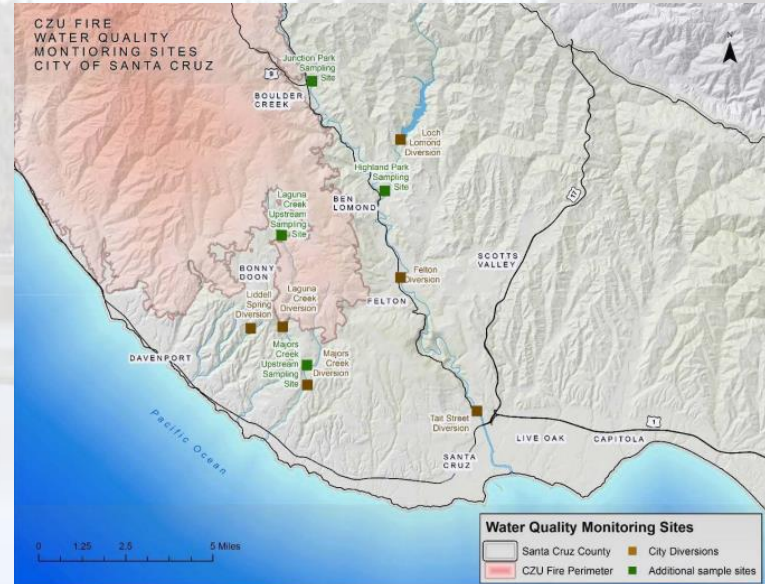 CZU FIRE
WATER QUALITY
MONTIORING SITES
CITY OF SANTA CRUZ
N
Junction Park
Sampling
Site
9
BOULDER
CREEK
Loch
Lomond
Diversion
Highland Park
Sampling
Site
BEN
LOMOND
17
Laguna
Creek
Upstream
Sampling
Site
SCOTTS
VALLEY
BONNY
DOON
Felton
Diversion
Liddell
Spring
Diversion
Laguna
Creek
Diversion
FELTON
DAVENPORT
Majors
Creek
Upstream
Sampling
Site
Majors
Creek
Diversion
Tait Street
Diversion
1
LIVE OAK
CAPITOLA
Pacific Ocean
SANTA
CRUZ
0 1.25 2.5 5 Miles
Water Quality Monitoring Sites
Santa Cruz County
City Diversions
CZU Fire Perimeter
Additional sample sites